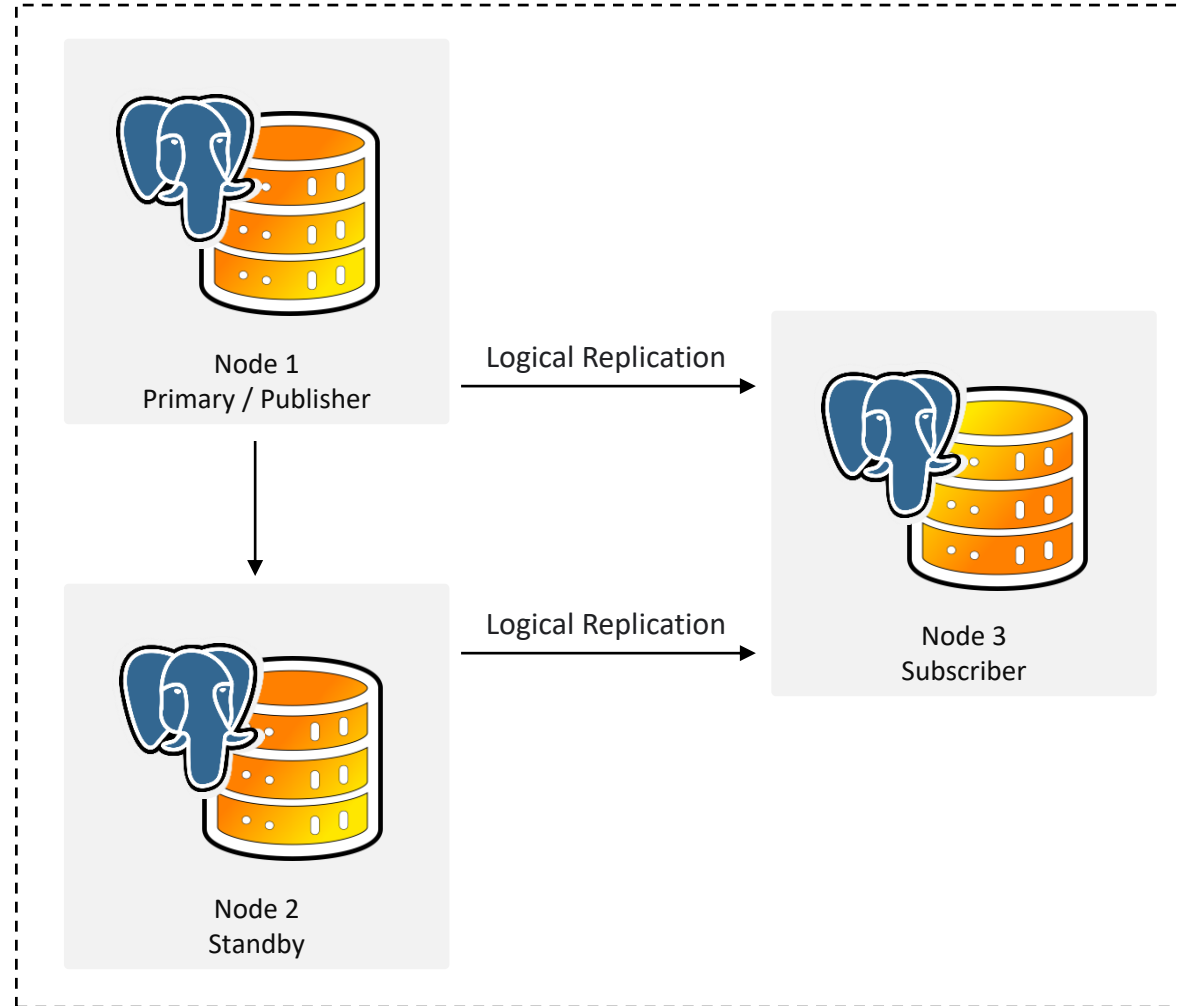 Node 1
Primary / Publisher
Logical Replication
Logical Replication
Node 2
Standby
Node 3
Subscriber